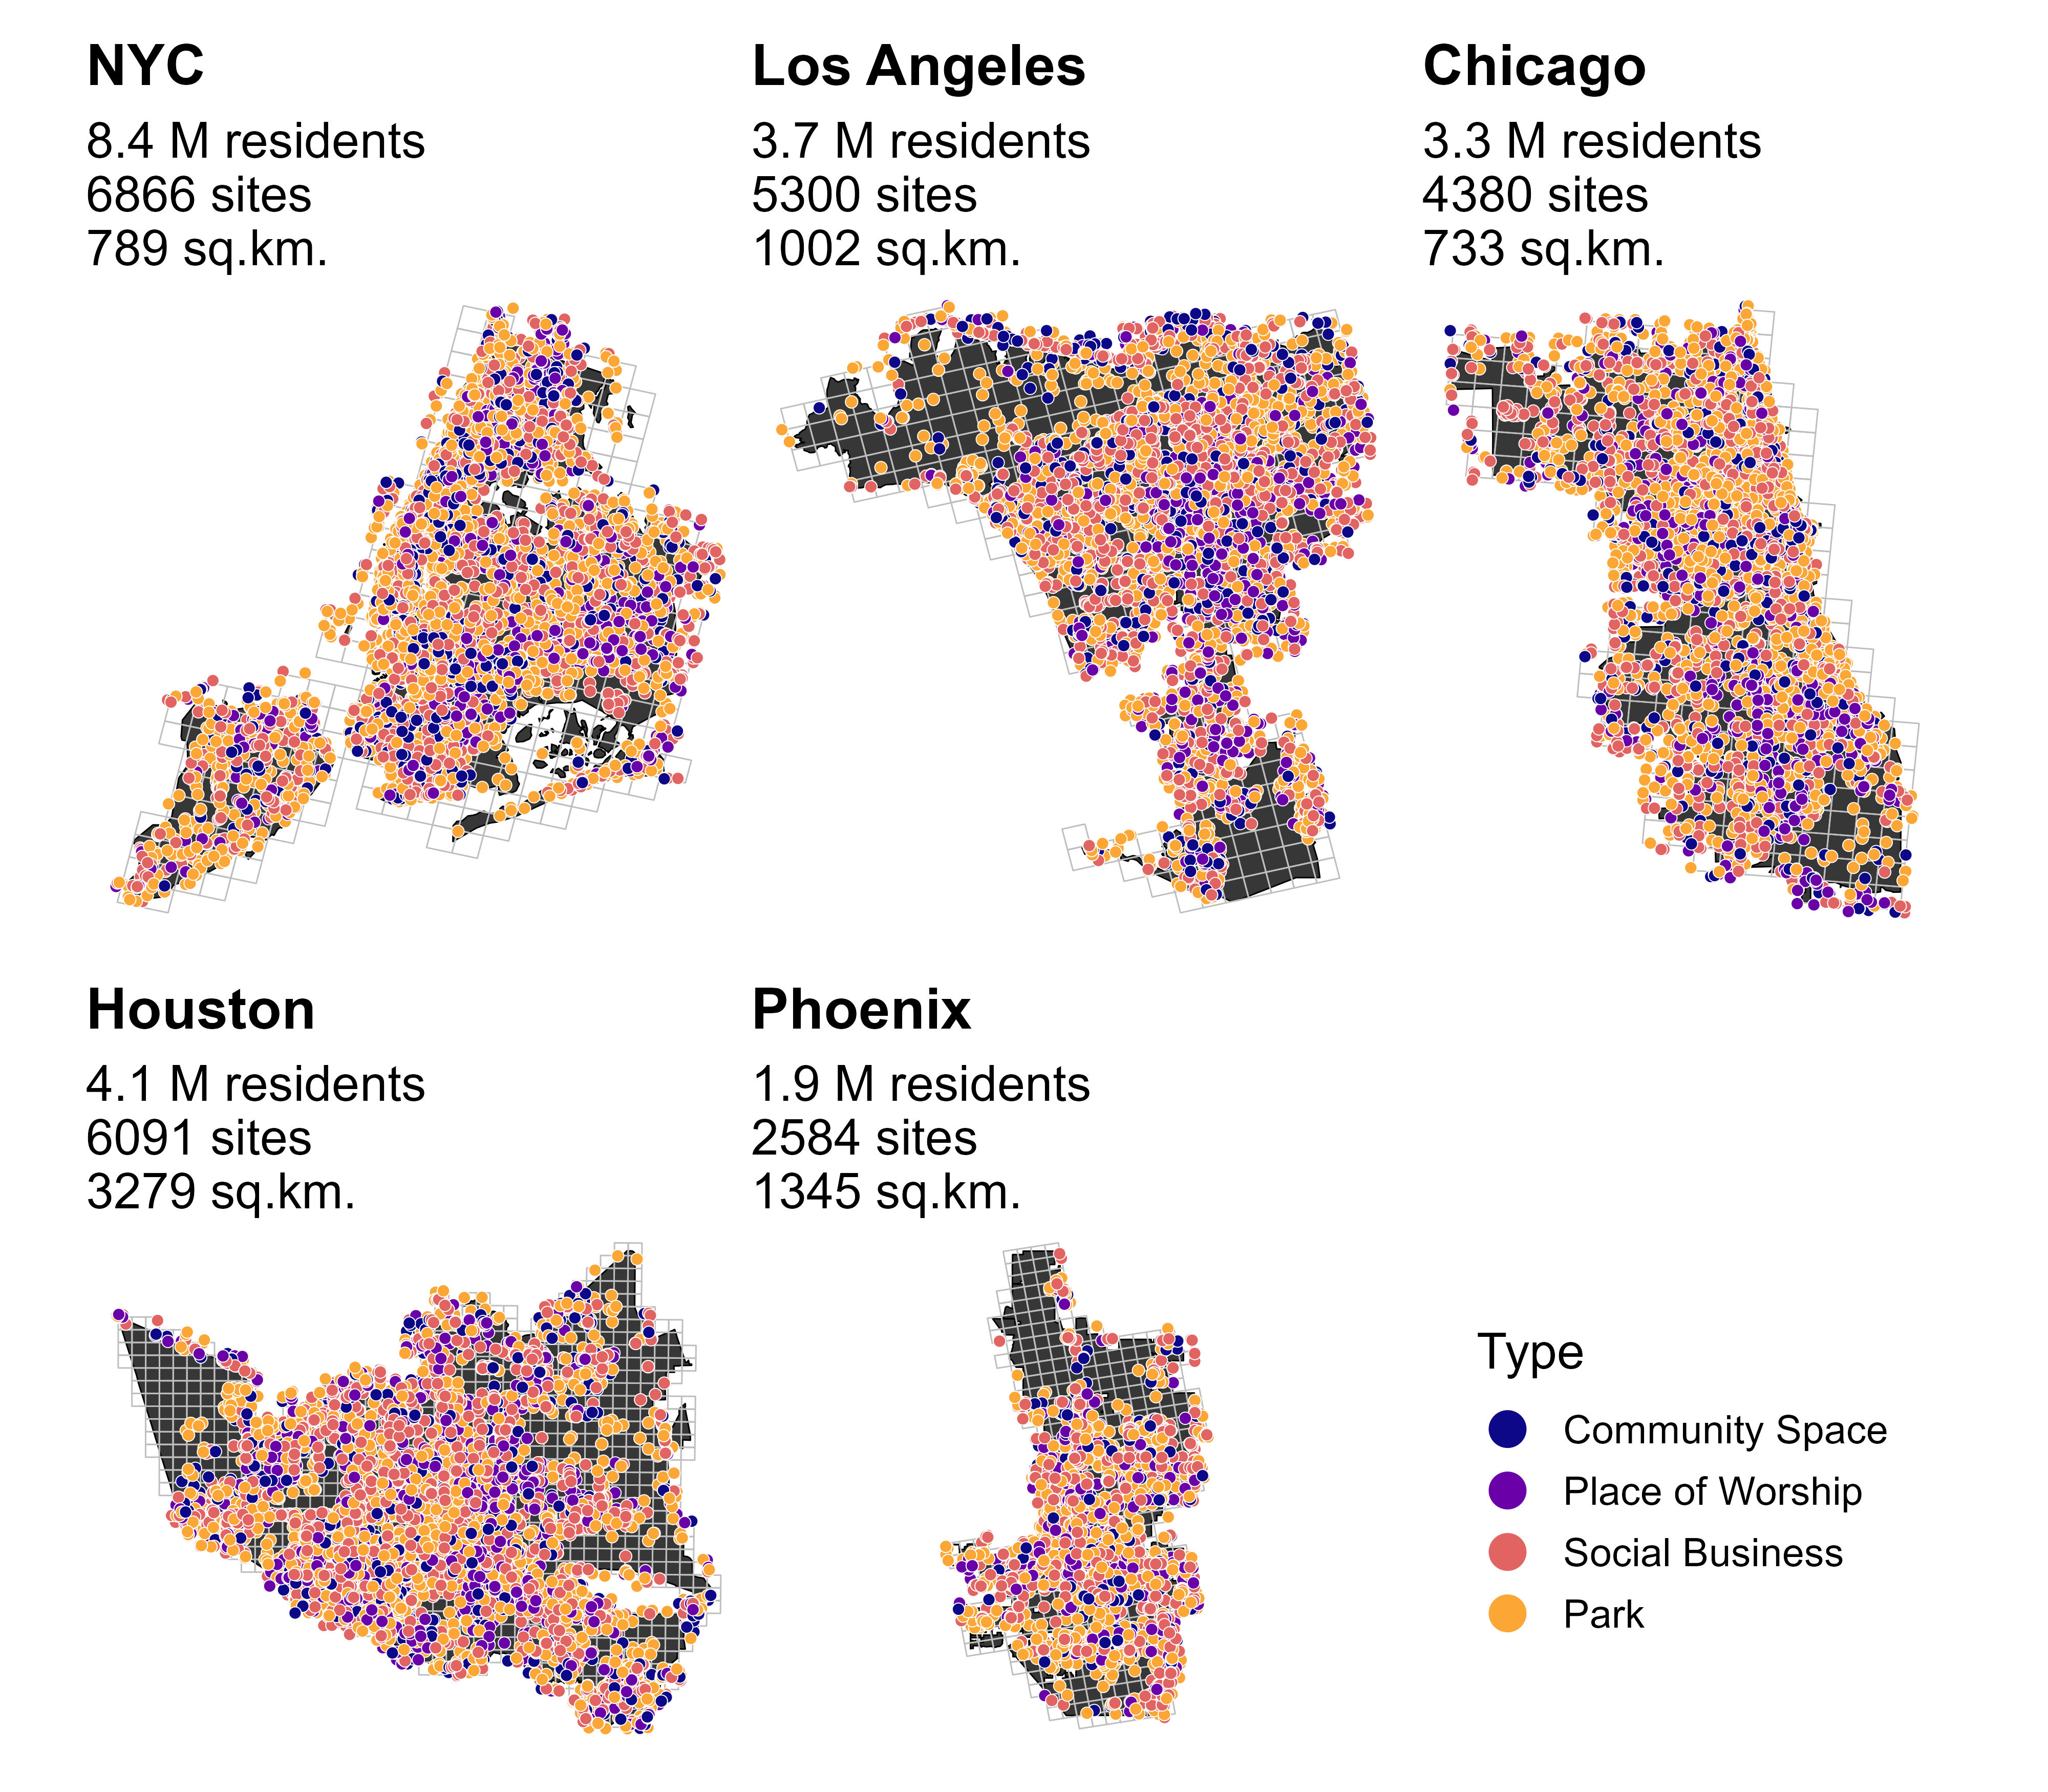 NYC
8.4 M residents
6866 sites
789 sq.km.
Los Angeles
3.7 M residents
5300 sites
1002 sq.km.
Chicago
3.3 M residents
4380 sites
733 sq.km.
Houston
4.1 M residents
6091 sites
3279 sq.km.
Phoenix
1.9 M residents
2584 sites
1345 sq.km.
Type
Community Space
Place of Worship
Social Business
Park